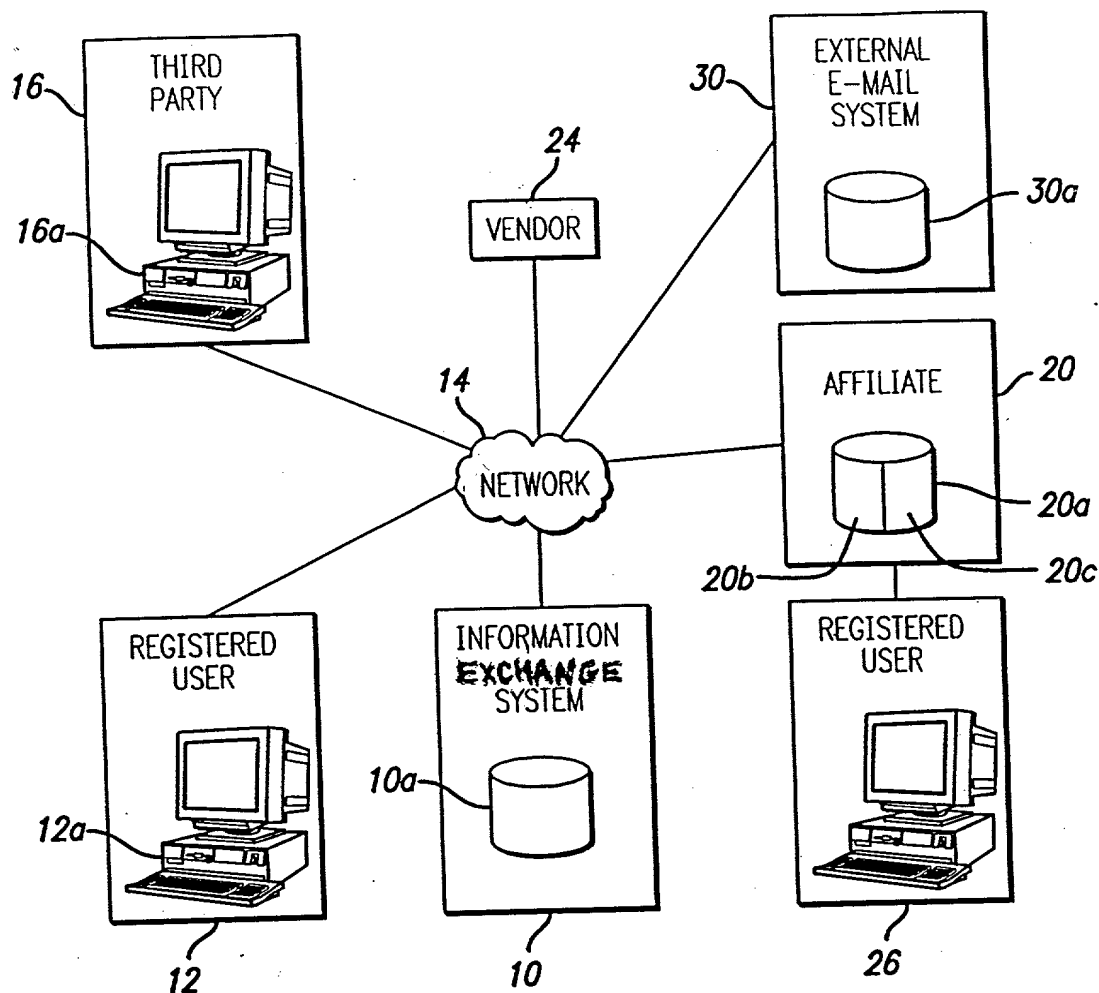 THIRD
PARTY
16
16a
EXTERNAL
E-MAIL
SYSTEM
30
30a
24
VENDOR
14
NETWORK
AFFILIATE
20
20a
20b
20c
REGISTERED
USER
12a
12
INFORMATION
EXCHANGE
SYSTEM
10a
10
REGISTERED
USER
26